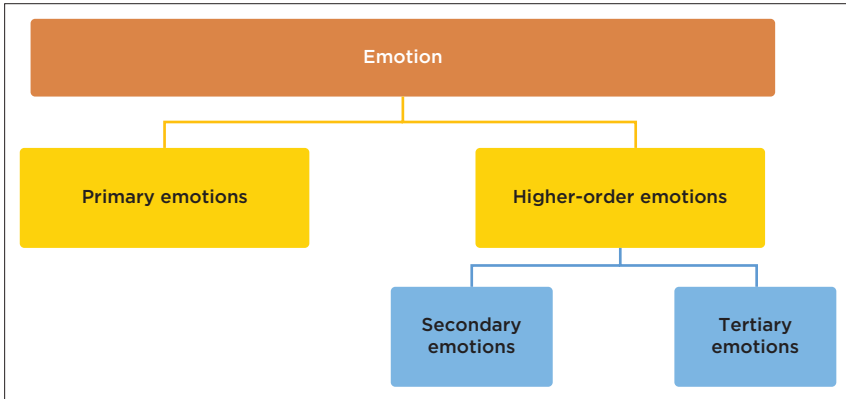 Emotion
Primary emotions
Higher-order emotions
Secondary
emotions
Tertiary
emotions